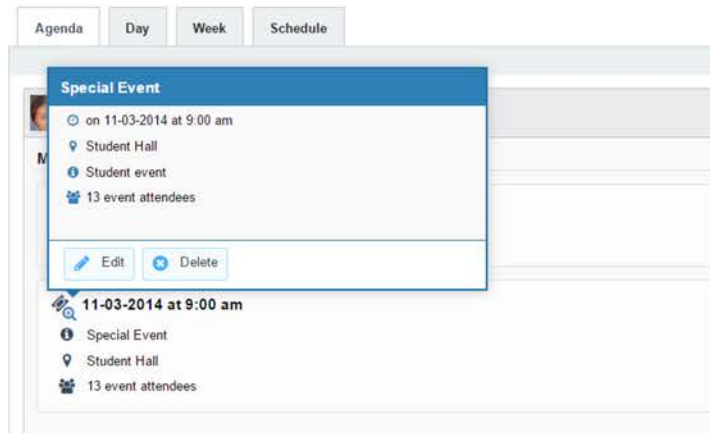 Agenda Day Week Schedule
Special Event
on 11-03-2014 at 9:00 am
Student Hall
Student event
13 event attendees
Edit Delete
11-03-2014 at 9:00 am
Special Event
Student Hall
13 event attendees